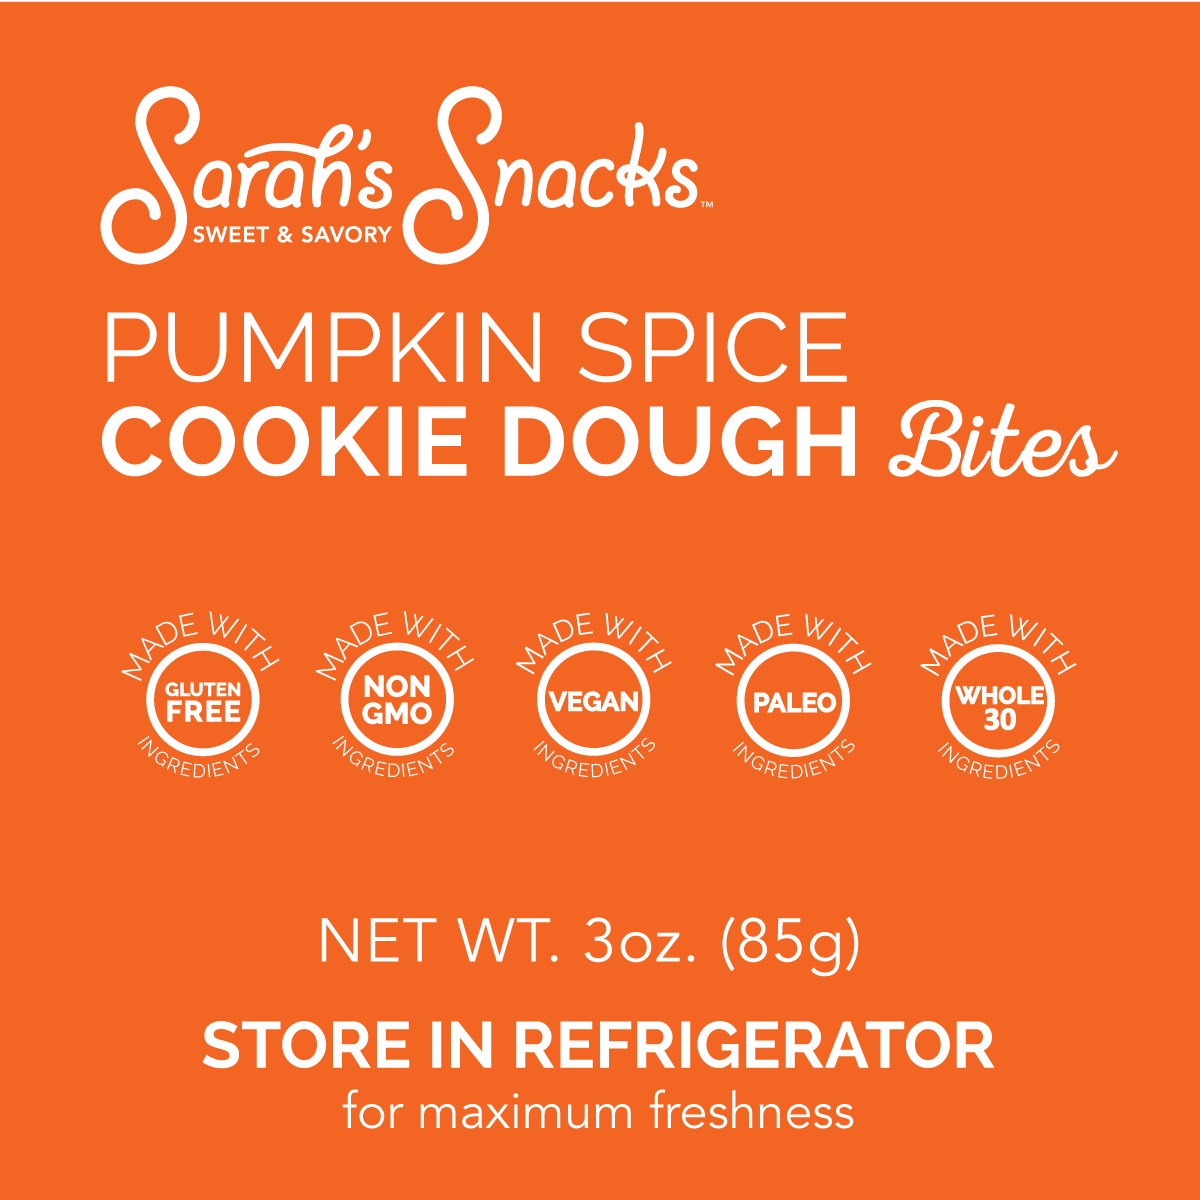 Sarah's Snacks™
SWEET & SAVORY
PUMPKIN SPICE
COOKIE DOUGH Bites
MADE WITH
GLUTEN
FREE
INGREDIENTS
MADE WITH
NON
GMO
INGREDIENTS
MADE WITH
VEGAN
INGREDIENTS
MADE WITH
PALEO
INGREDIENTS
MADE WITH
WHOLE
30
INGREDIENTS
NET WT. 3oz. (85g)
STORE IN REFRIGERATOR
for maximum freshness